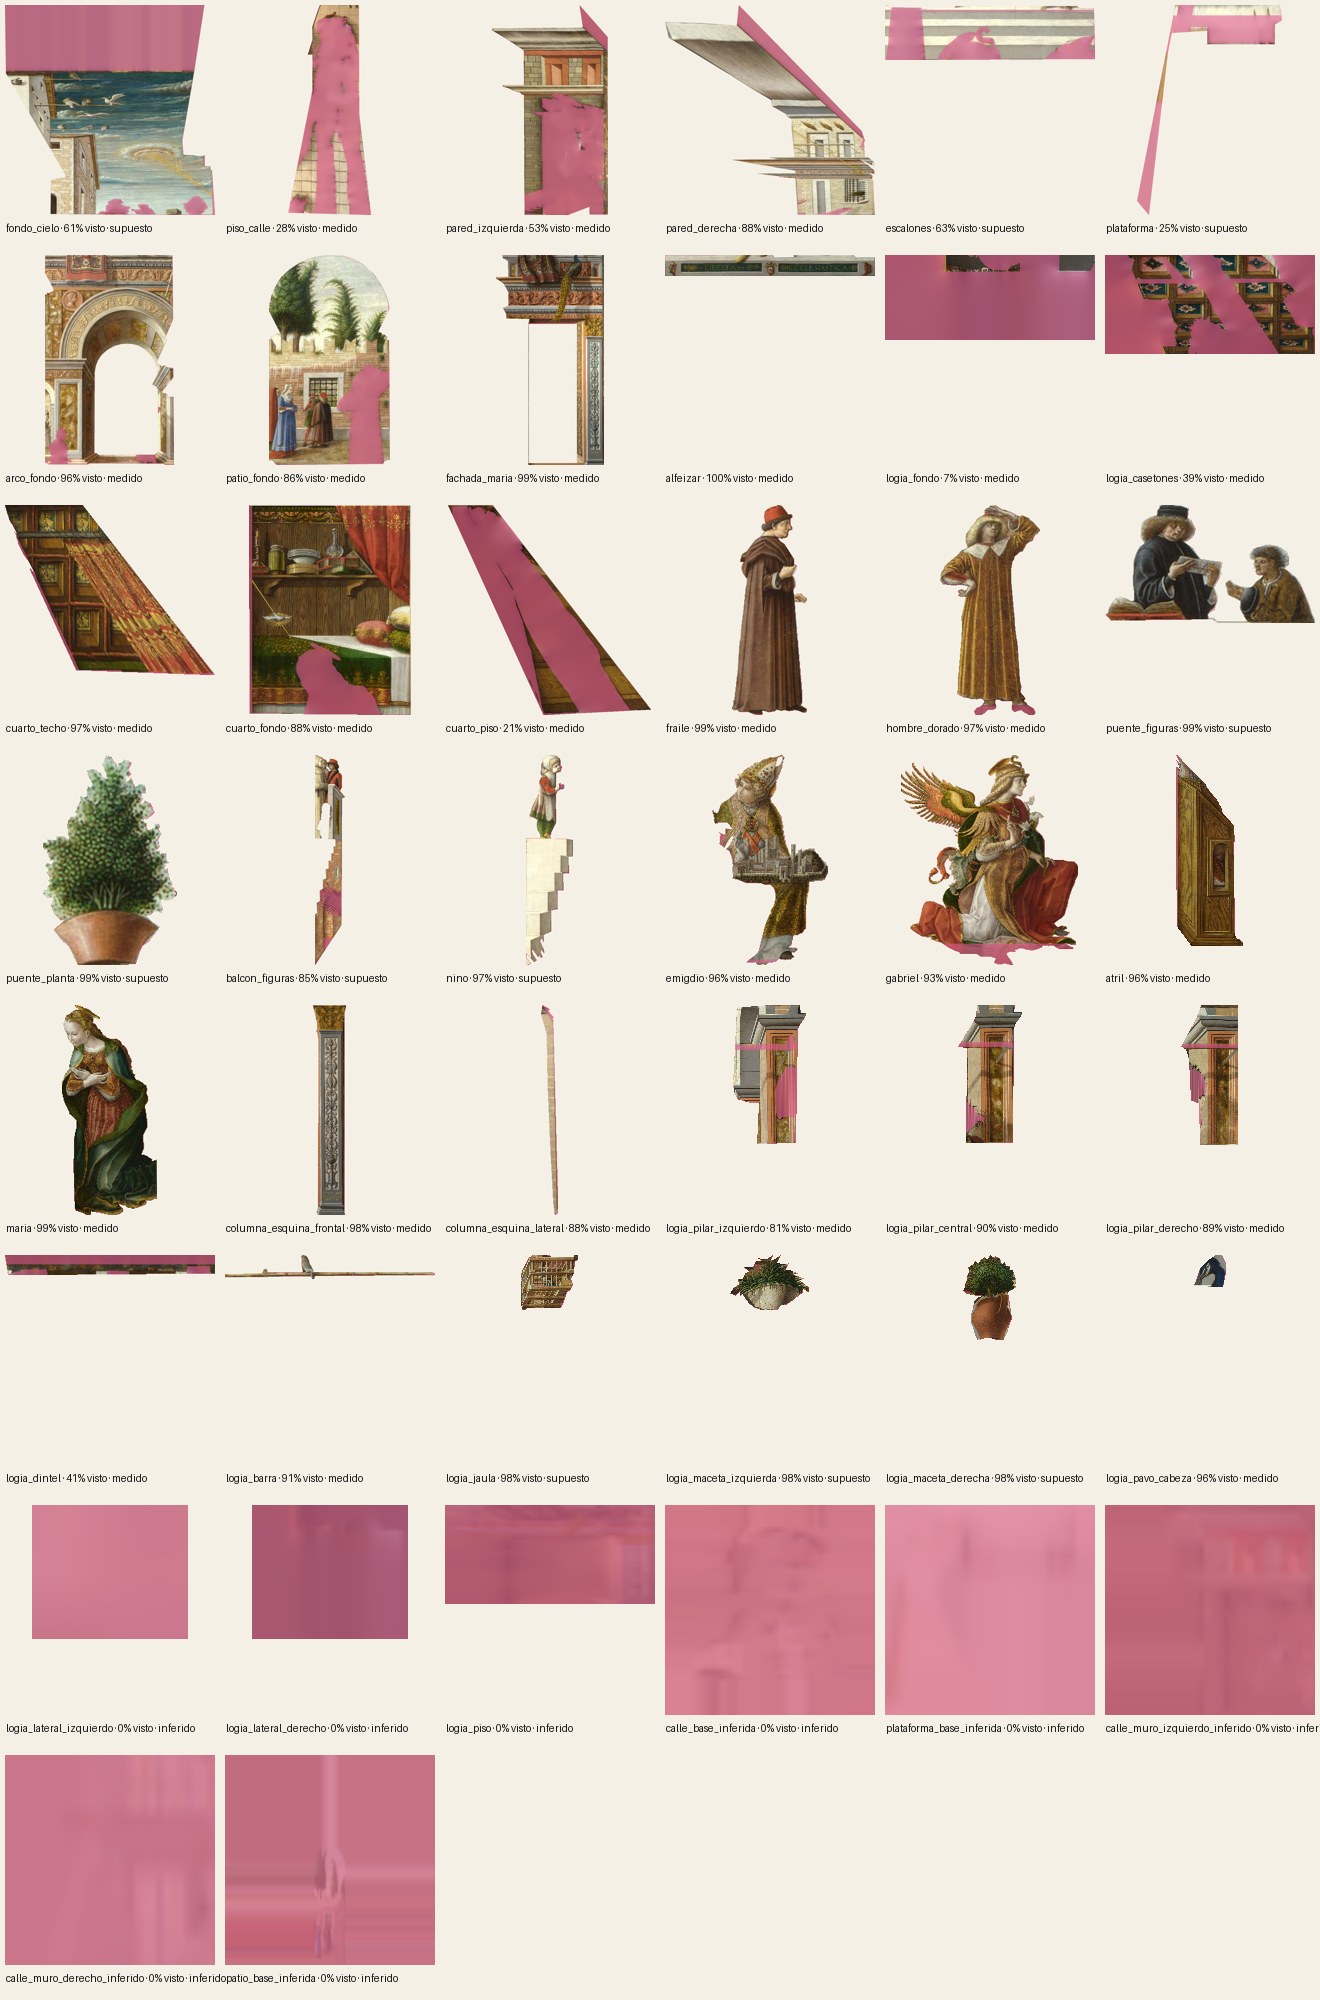 fondo_cielo · 61% visto · supuesto
piso_calle · 28% visto · medido
pared_izquierda · 53% visto · medido
pared_derecha · 88% visto · medido
escalones · 63% visto · supuesto
plataforma · 25% visto · supuesto
arco_fondo · 96% visto · medido
patio_fondo · 86% visto · medido
fachada_maria · 99% visto · medido
alfeizar · 100% visto · medido
logia_fondo · 7% visto · medido
logia_casetones · 39% visto · medido
cuarto_techo · 97% visto · medido
cuarto_fondo · 88% visto · medido
cuarto_piso · 21% visto · medido
fraile · 99% visto · medido
hombre_dorado · 97% visto · medido
puente_figuras · 99% visto · supuesto
puente_planta · 99% visto · supuesto
balcon_figuras · 85% visto · supuesto
nino · 97% visto · supuesto
emigdio · 96% visto · medido
gabriel · 93% visto · medido
atril · 96% visto · medido
maria · 99% visto · medido
columna_esquina_frontal · 98% visto · medido
columna_esquina_lateral · 88% visto · medido
logia_pilar_izquierdo · 81% visto · medido
logia_pilar_central · 90% visto · medido
logia_pilar_derecho · 89% visto · medido
logia_dintel · 41% visto · medido
logia_barra · 91% visto · medido
logia_jaula · 98% visto · supuesto
logia_maceta_izquierda · 98% visto · supuesto
logia_maceta_derecha · 98% visto · supuesto
logia_pavo_cabeza · 96% visto · medido
logia_lateral_izquierdo · 0% visto · inferido
logia_lateral_derecho · 0% visto · inferido
logia_piso · 0% visto · inferido
calle_base_inferida · 0% visto · inferido
plataforma_base_inferida · 0% visto · inferido
calle_muro_izquierdo_inferido · 0% visto · infer
calle_muro_derecho_inferido · 0% visto · inferido
patio_base_inferida · 0% visto · inferido